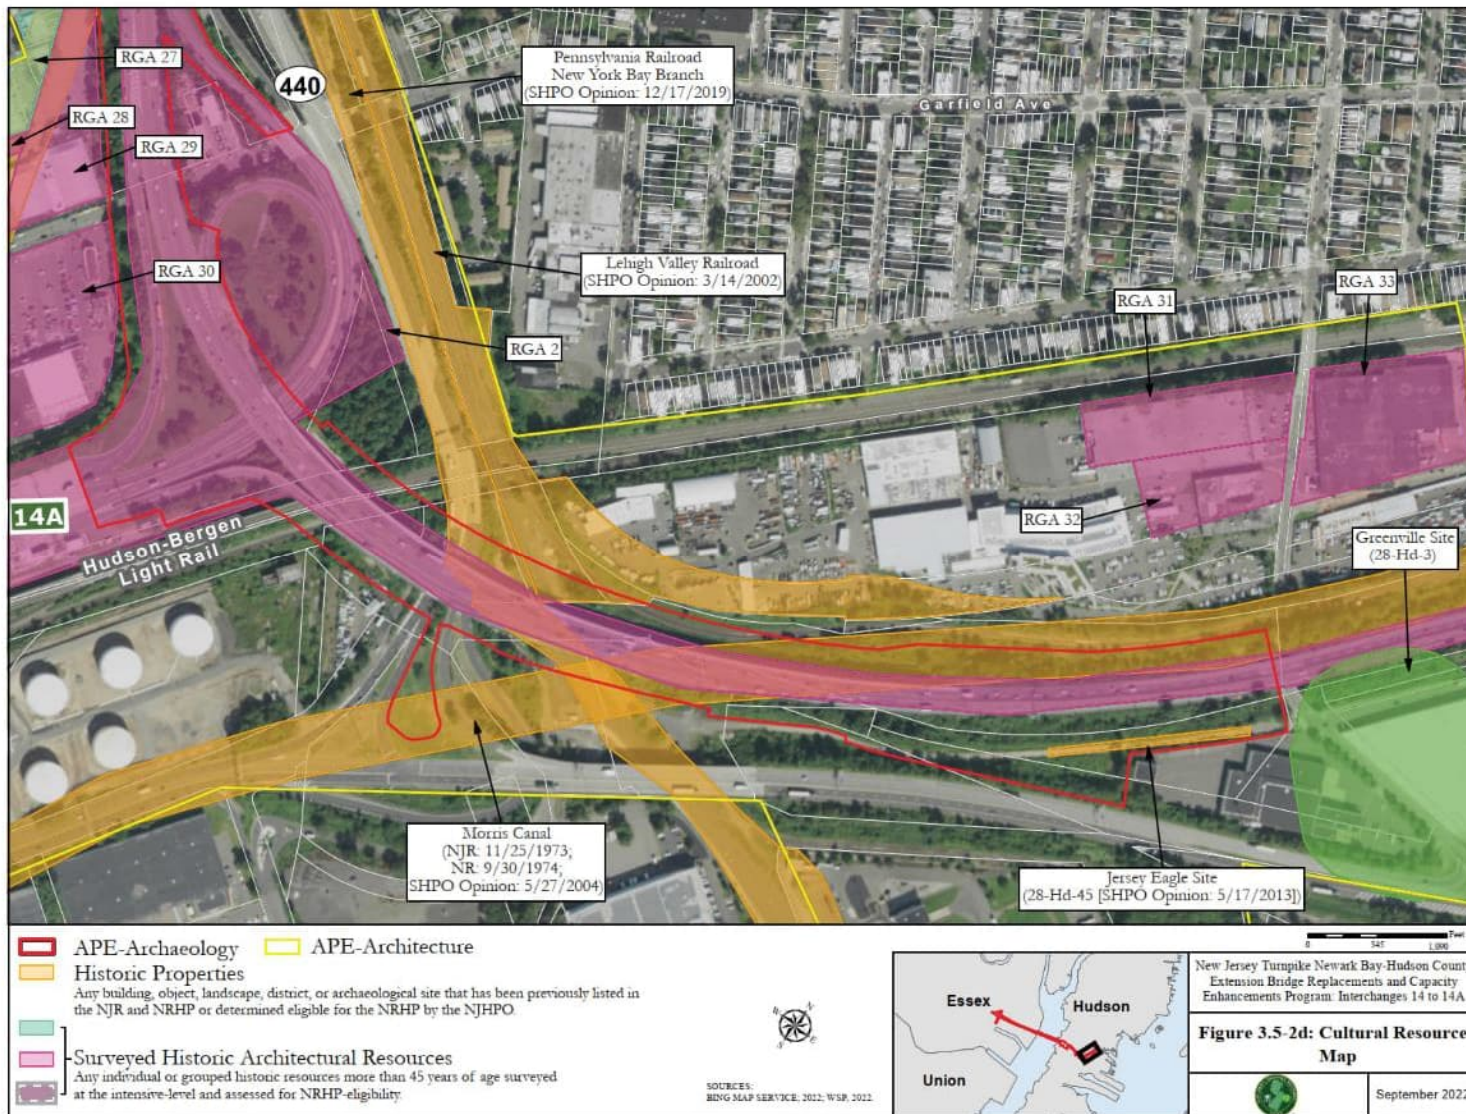 RGA 27
440
Pennsylvania Railroad
New York Bay Branch
(SHPO Opinion: 12/17/2019)
Garfield Ave
RGA 28
RGA 29
RGA 30
Lehigh Valley Railroad
(SHPO Opinion: 3/14/2002)
RGA 31
RGA 33
RGA 2
14A
Hudson-Bergen
Light Rail
RGA 32
Greenville Site
(28-Hd-3)
Morris Canal
(NJR: 11/25/1973;
NR: 9/30/1974;
SHPO Opinion: 5/27/2004)
Jersey Eagle Site
(28-Hd-45 [SHPO Opinion: 5/17/2013])
APE-Archaeology
APE-Architecture
Historic Properties
Any building, object, landscape, district, or archaeological site that has been previously listed in
the NJR and NRHP or determined eligible for the NRHP by the NJHPO.
Surveyed Historic Architectural Resources
Any individual or grouped historic resources more than 45 years of age surveyed
at the intensive-level and assessed for NRHP-eligibility.
N
E
S
W
SOURCES:
BING MAP SERVICE, 2022; WSP, 2022.
Essex
Hudson
Union
Feet
0 545 1,090
New Jersey Turnpike Newark Bay-Hudson County
Extension Bridge Replacements and Capacity
Enhancements Program: Interchanges 14 to 14A
Figure 3.5-2d: Cultural Resource
Map
September 2022